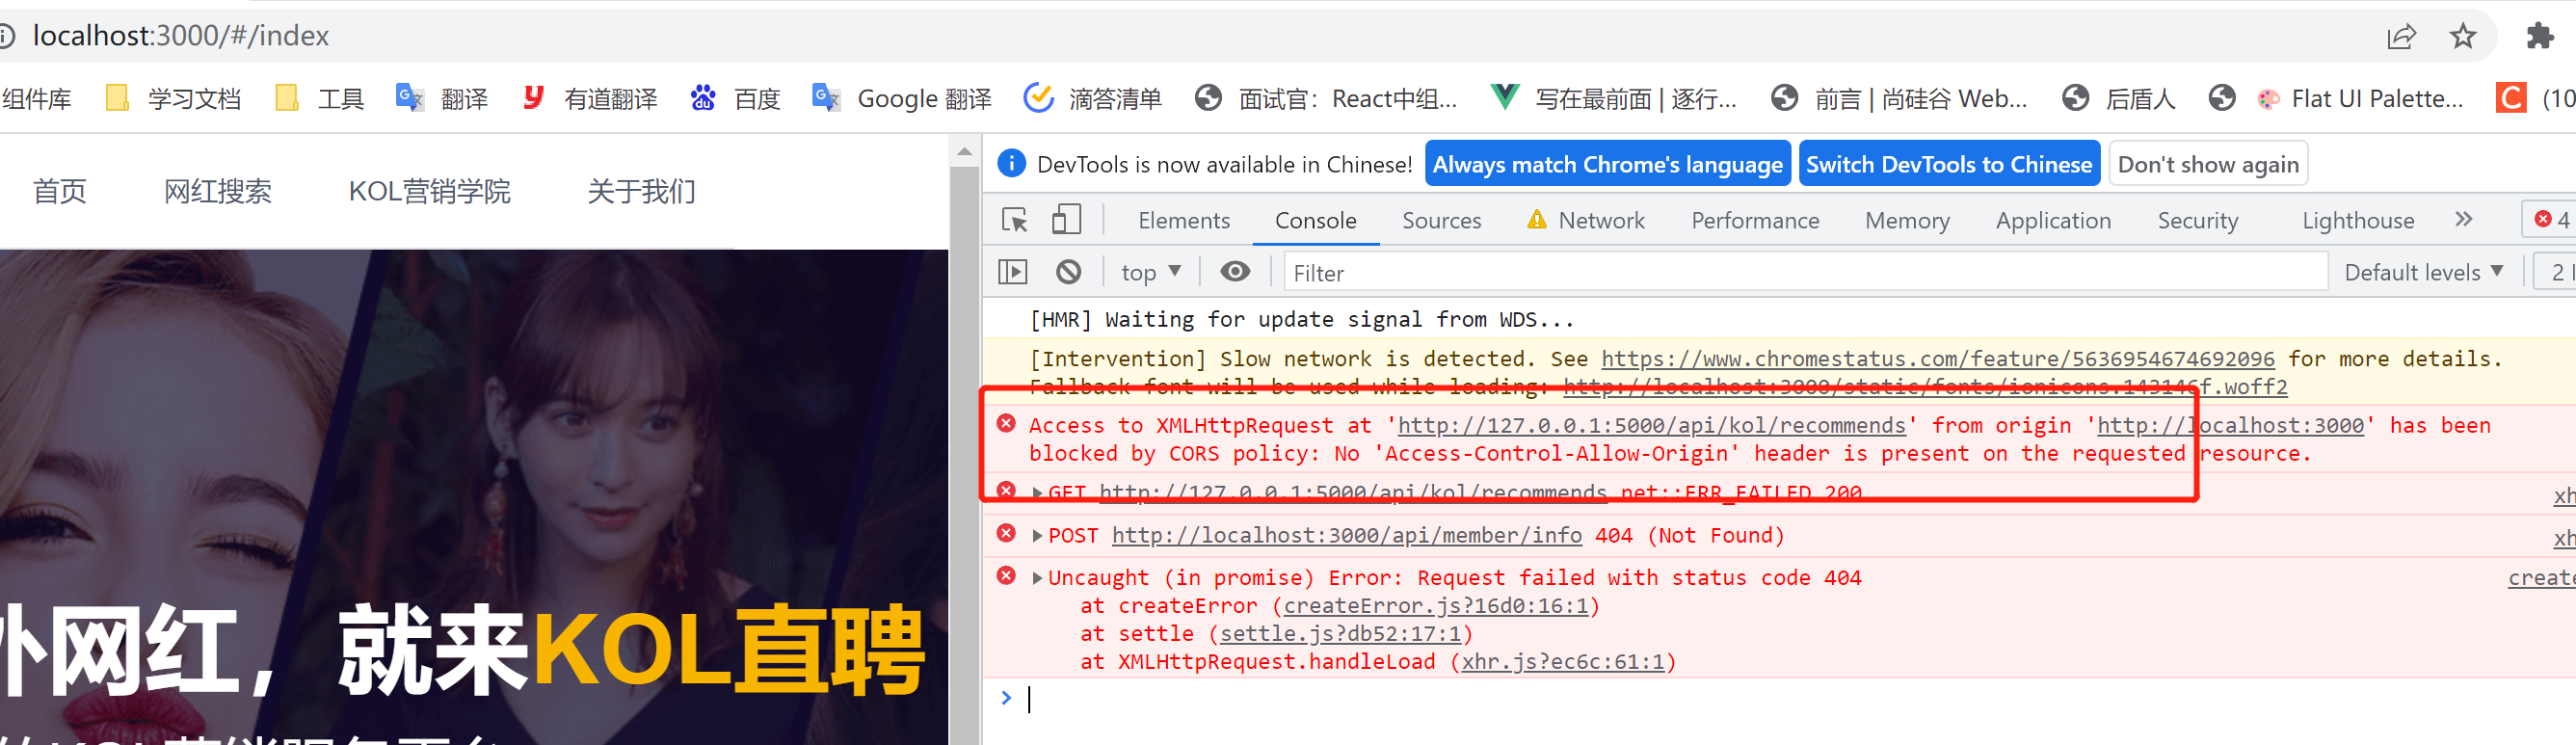 localhost:3000/#/index
组件库 学习文档 工具 翻译 有道翻译 百度 Google 翻译 滴答清单 面试官：React中组... 写在最前面 | 逐行... 前言 | 尚硅谷 Web... 后盾人 Flat UI Palette... (10
DevTools is now available in Chinese! Always match Chrome's language Switch DevTools to Chinese Don't show again
首页 网红搜索 KOL营销学院 关于我们
Elements Console Sources Network Performance Memory Application Security Lighthouse 4
top Filter Default levels 2
[HMR] Waiting for update signal from WDS...
[Intervention] Slow network is detected. See https://www.chromestatus.com/feature/5636954674692096 for more details.
Fallback font will be used while loading: http://localhost:3000/static/fonts/ionicons.143146f.woff2
Access to XMLHttpRequest at 'http://127.0.0.1:5000/api/kol/recommends' from origin 'http://localhost:3000' has been
blocked by CORS policy: No 'Access-Control-Allow-Origin' header is present on the requested resource.
GET http://127.0.0.1:5000/api/kol/recommends net::ERR_FAILED 200 xh
POST http://localhost:3000/api/member/info 404 (Not Found) xh
Uncaught (in promise) Error: Request failed with status code 404 create
at createError (createError.js?16d0:16:1)
at settle (settle.js?db52:17:1)
at XMLHttpRequest.handleLoad (xhr.js?ec6c:61:1)
外网红，就来KOL直聘